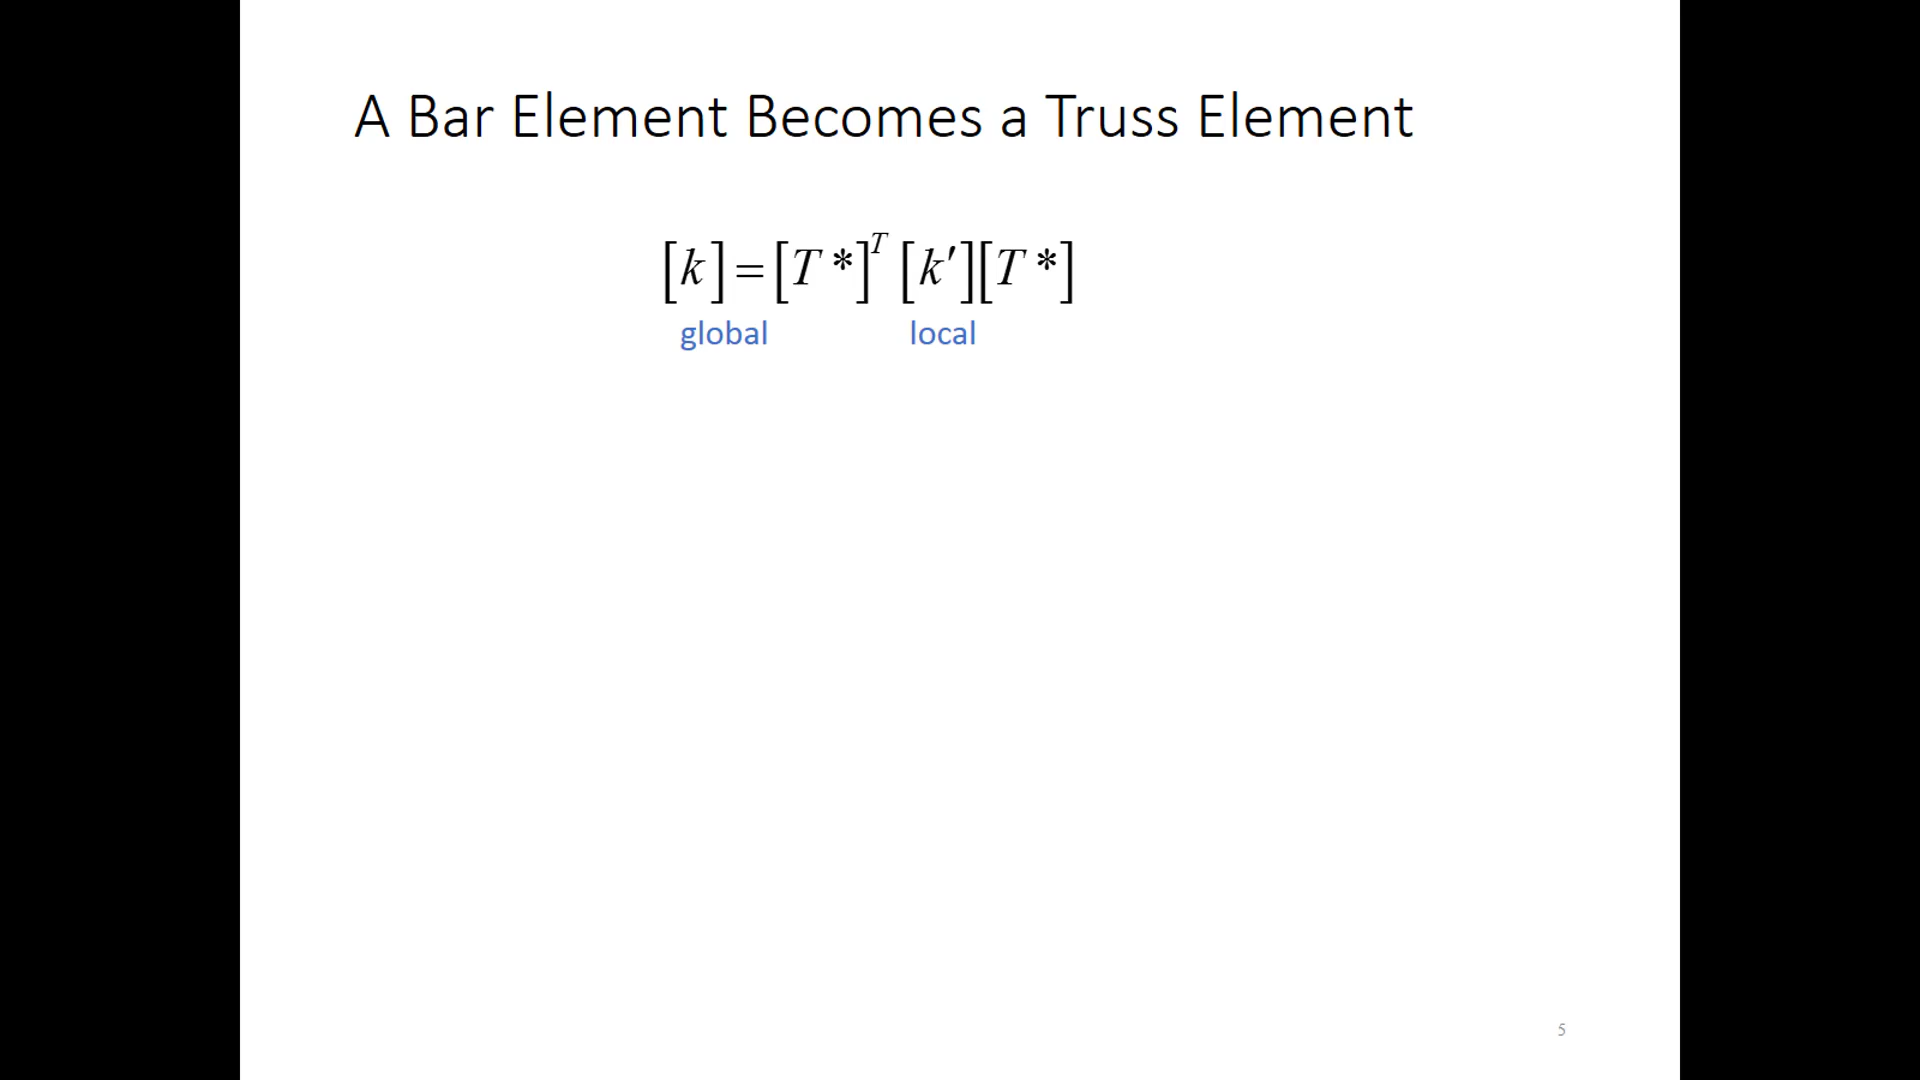 A Bar Element Becomes a Truss Element
[k] = [T *]ᵀ [k′][T *]
global local
5